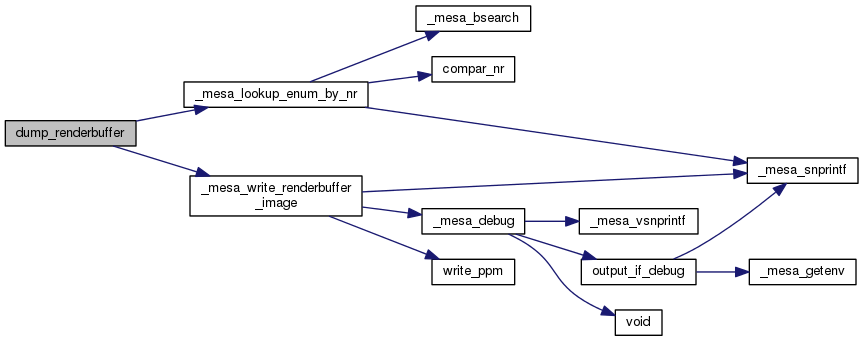 _mesa_bsearch
compar_nr
_mesa_lookup_enum_by_nr
dump_renderbuffer
_mesa_snprintf
_mesa_write_renderbuffer
_image
_mesa_debug
_mesa_vsnprintf
write_ppm
output_if_debug
_mesa_getenv
void